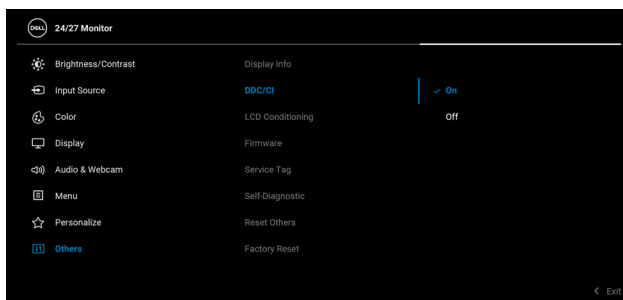 DELL 24/27 Monitor
Brightness/Contrast Display Info
Input Source DDC/CI On
Color LCD Conditioning Off
Display Firmware
Audio & Webcam Service Tag
Menu Self-Diagnostic
Personalize Reset Others
Others Factory Reset
Exit